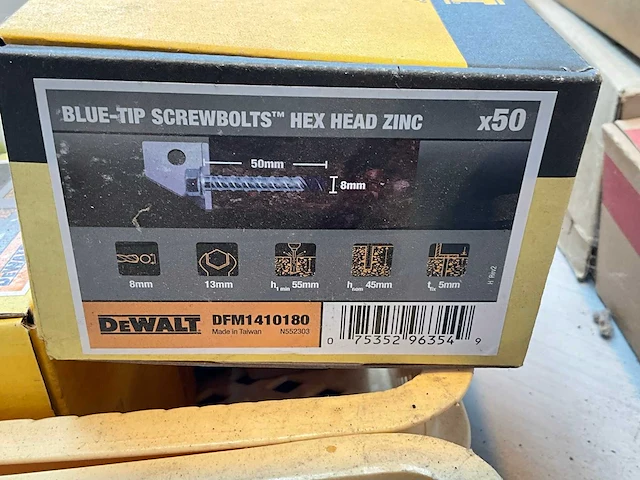 BLUE-TIP SCREWBOLTS™ HEX HEAD ZINC x50
50mm
8mm
8mm 13mm h1 min 55mm hnom 45mm tfix 5mm
H Rev2
DEWALT DFM1410180
Made in Taiwan N552303
0 75352 96354 9